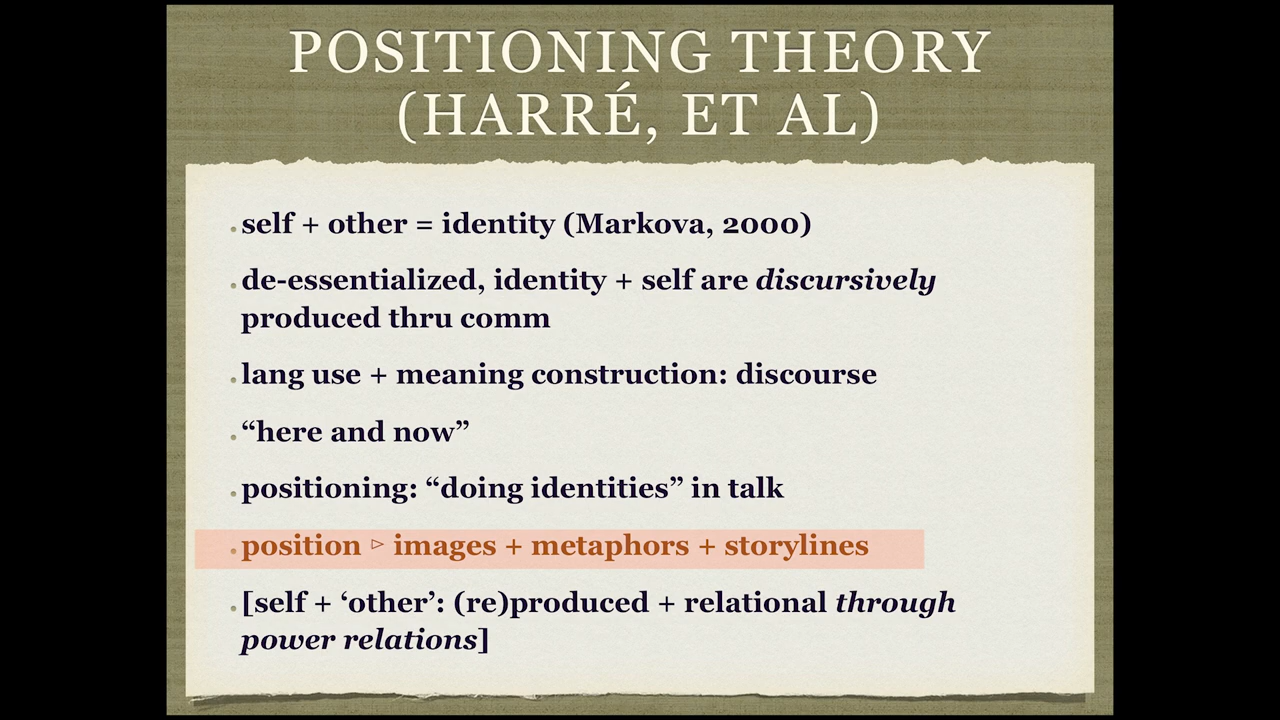 POSITIONING THEORY
(HARRÉ, ET AL)
self + other = identity (Markova, 2000)
de-essentialized, identity + self are discursively
produced thru comm
lang use + meaning construction: discourse
“here and now”
positioning: “doing identities” in talk
position ▹ images + metaphors + storylines
[self + ‘other’: (re)produced + relational through
power relations]